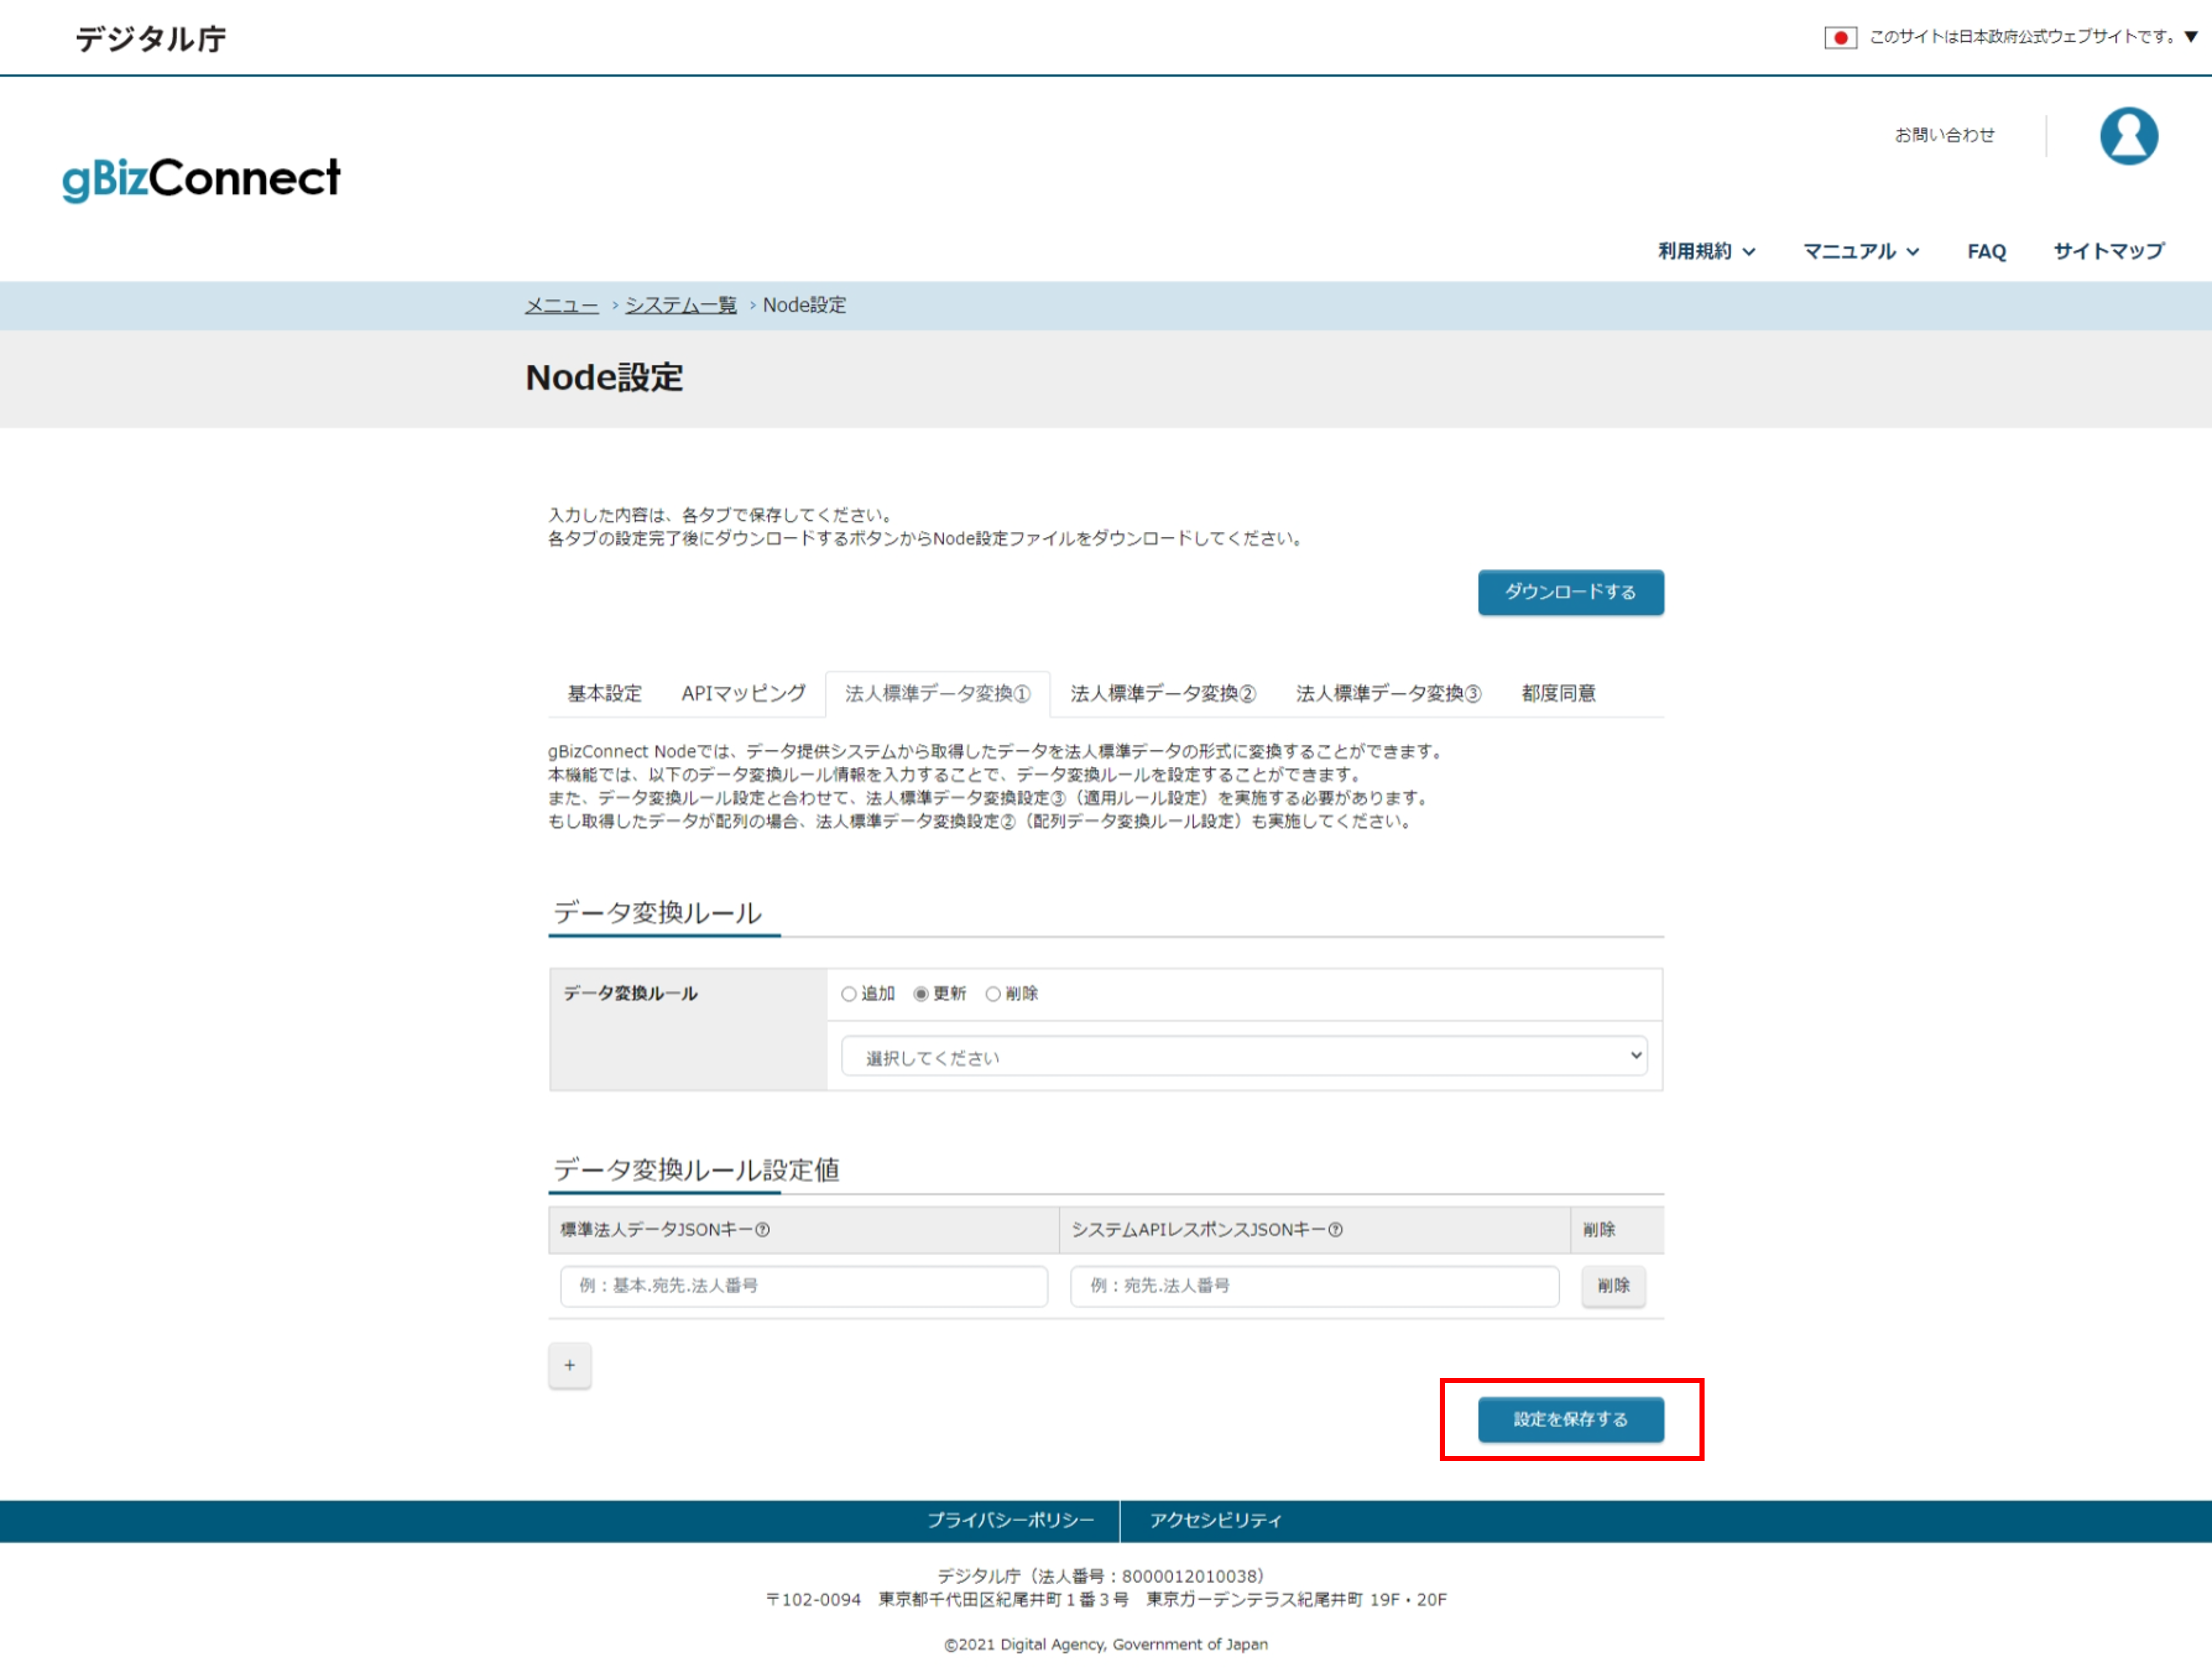 デジタル庁
このサイトは日本政府公式ウェブサイトです。▼
お問い合わせ
gBizConnect
利用規約
マニュアル
FAQ
サイトマップ
メニュー › システム一覧 › Node設定
Node設定
入力した内容は、各タブで保存してください。
各タブの設定完了後にダウンロードするボタンからNode設定ファイルをダウンロードしてください。
ダウンロードする
基本設定
APIマッピング
法人標準データ変換①
法人標準データ変換②
法人標準データ変換③
都度同意
gBizConnect Nodeでは、データ提供システムから取得したデータを法人標準データの形式に変換することができます。
本機能では、以下のデータ変換ルール情報を入力することで、データ変換ルールを設定することができます。
また、データ変換ルール設定と合わせて、法人標準データ変換設定③（適用ルール設定）を実施する必要があります。
もし取得したデータが配列の場合、法人標準データ変換設定②（配列データ変換ルール設定）も実施してください。
データ変換ルール
データ変換ルール
追加 更新 削除
選択してください
データ変換ルール設定値
標準法人データJSONキー?
システムAPIレスポンスJSONキー?
削除
例：基本.宛先.法人番号
例：宛先.法人番号
削除
+
設定を保存する
プライバシーポリシー
アクセシビリティ
デジタル庁（法人番号：8000012010038）
〒102-0094　東京都千代田区紀尾井町１番３号　東京ガーデンテラス紀尾井町 19F・20F
©2021 Digital Agency, Government of Japan